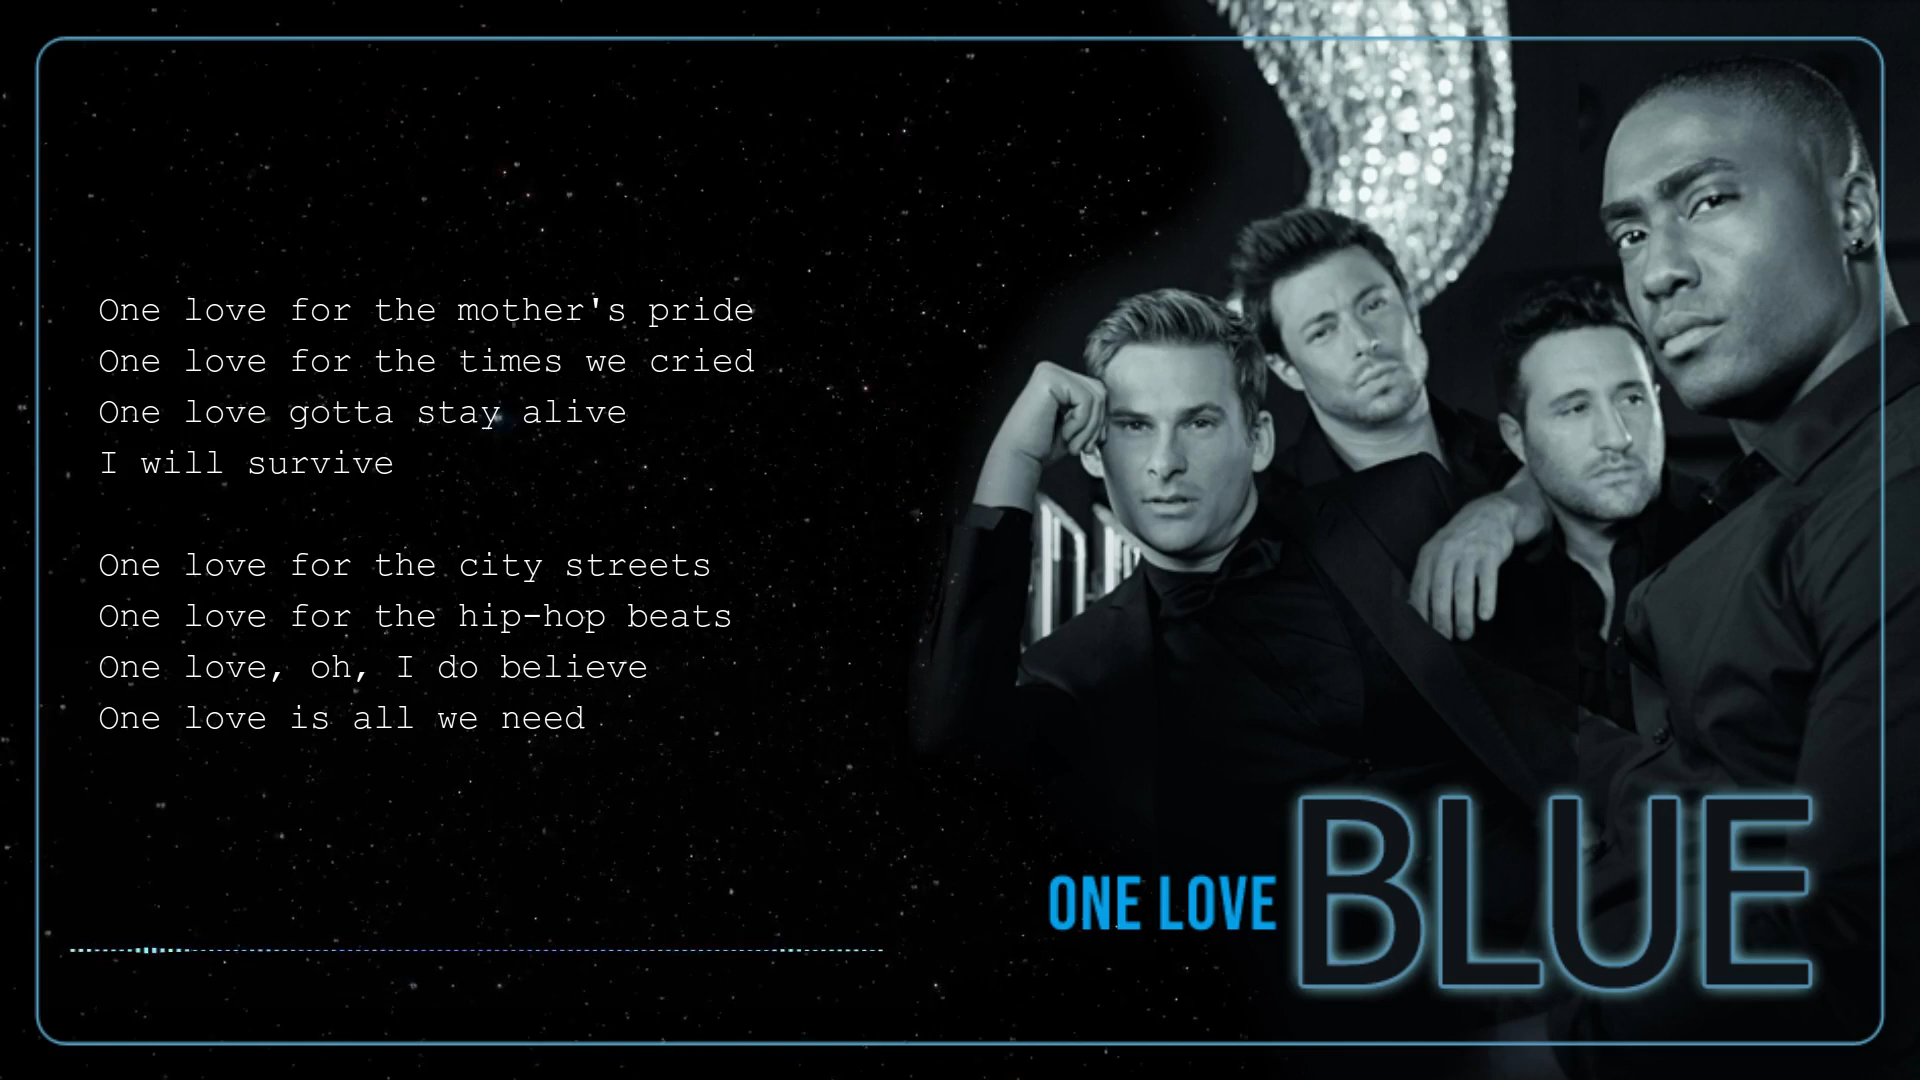 One love for the mother's pride
One love for the times we cried
One love gotta stay alive
I will survive

One love for the city streets
One love for the hip-hop beats
One love, oh, I do believe
One love is all we need
ONE LOVE BLUE